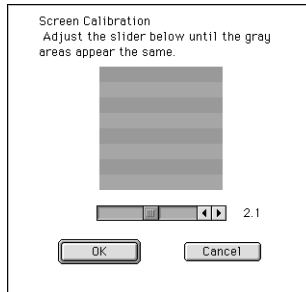 Screen Calibration
Adjust the slider below until the gray
areas appear the same.
2.1
OK
Cancel